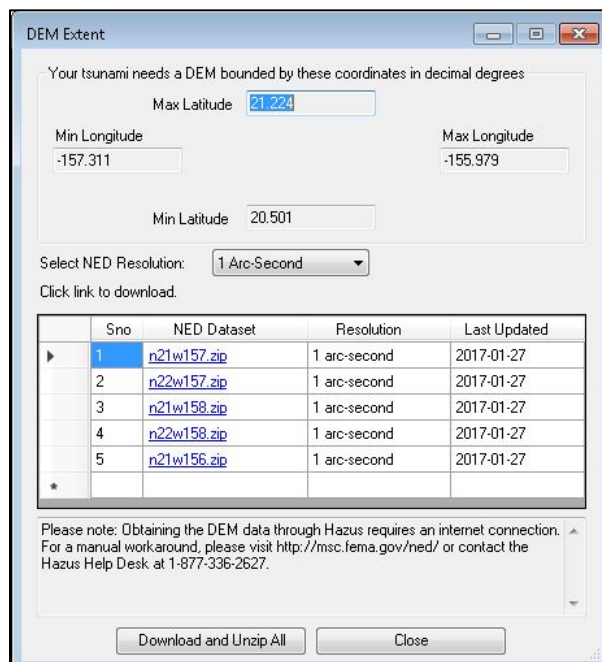 DEM Extent
Your tsunami needs a DEM bounded by these coordinates in decimal degrees
Max Latitude 21.224
Min Longitude Max Longitude
-157.311 -155.979
Min Latitude 20.501
Select NED Resolution: 1 Arc-Second
Click link to download.
Sno NED Dataset Resolution Last Updated
1 n21w157.zip 1 arc-second 2017-01-27
2 n22w157.zip 1 arc-second 2017-01-27
3 n21w158.zip 1 arc-second 2017-01-27
4 n22w158.zip 1 arc-second 2017-01-27
5 n21w156.zip 1 arc-second 2017-01-27
*
Please note: Obtaining the DEM data through Hazus requires an internet connection.
For a manual workaround, please visit http://msc.fema.gov/ned/ or contact the
Hazus Help Desk at 1-877-336-2627.
Download and Unzip All Close